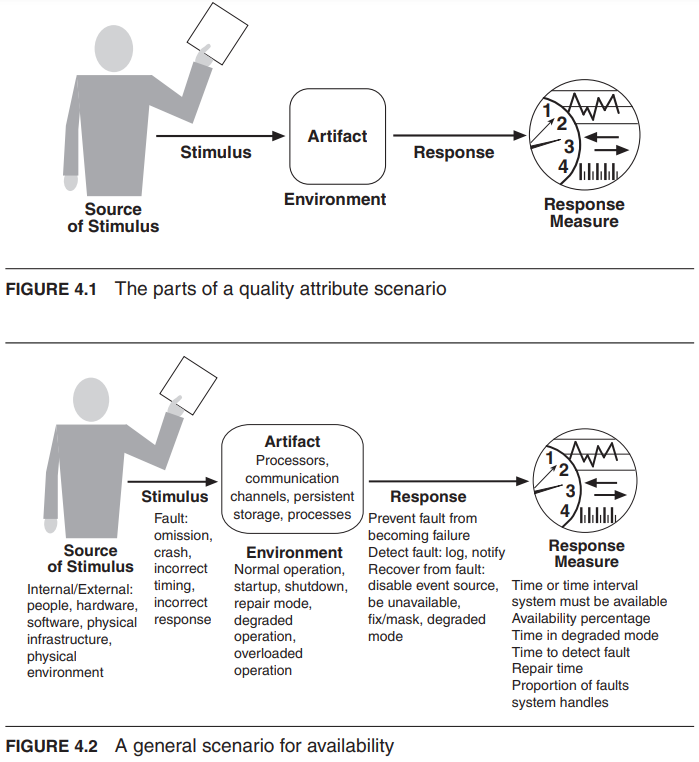 Source
of Stimulus
Stimulus
Artifact
Environment
Response
1
2
3
4
Response
Measure
FIGURE 4.1 The parts of a quality attribute scenario
Source
of Stimulus
Internal/External:
people, hardware,
software, physical
infrastructure,
physical
environment
Stimulus
Fault:
omission,
crash,
incorrect
timing,
incorrect
response
Artifact
Processors,
communication
channels, persistent
storage, processes
Environment
Normal operation,
startup, shutdown,
repair mode,
degraded
operation,
overloaded
operation
Response
Prevent fault from
becoming failure
Detect fault: log, notify
Recover from fault:
disable event source,
be unavailable,
fix/mask, degraded
mode
1
2
3
4
Response
Measure
Time or time interval
system must be available
Availability percentage
Time in degraded mode
Time to detect fault
Repair time
Proportion of faults
system handles
FIGURE 4.2 A general scenario for availability